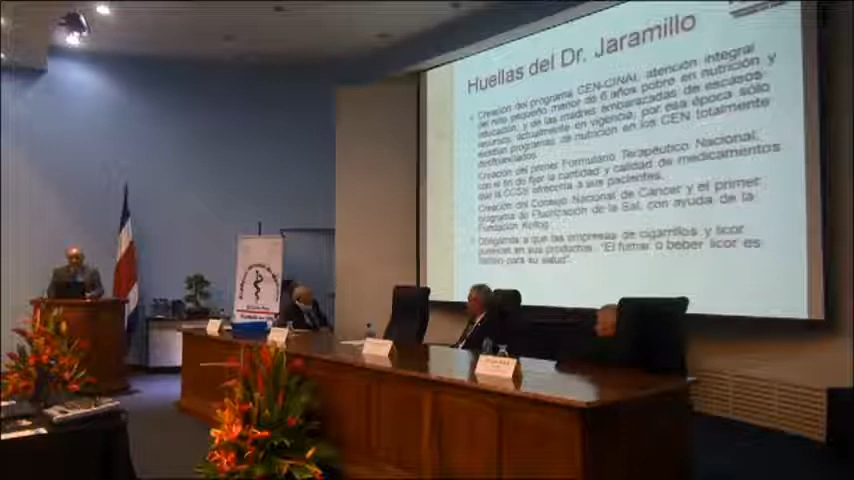 Huellas del Dr. Jaramillo
Creación del programa CEN-CINAI, atención integral
del niño pequeño menor de 6 años pobre en nutrición y
educación, y de las madres embarazadas de escasos
recursos, actualmente en vigencia, por esa época sólo
existían programas de nutrición en los CEN totalmente
desfinanciados.
Creación del primer Formulario Terapéutico Nacional,
con el fin de fijar la cantidad y calidad de medicamentos
que la CCSS ofrecería a sus pacientes.
Creación del Consejo Nacional de Cáncer y el primer
programa de Fluorización de la Sal, con ayuda de la
Fundación Kellog.
a que las empresas de cigarrillos y licor
en sus productos: "El fumar o beber licor es
para su salud".